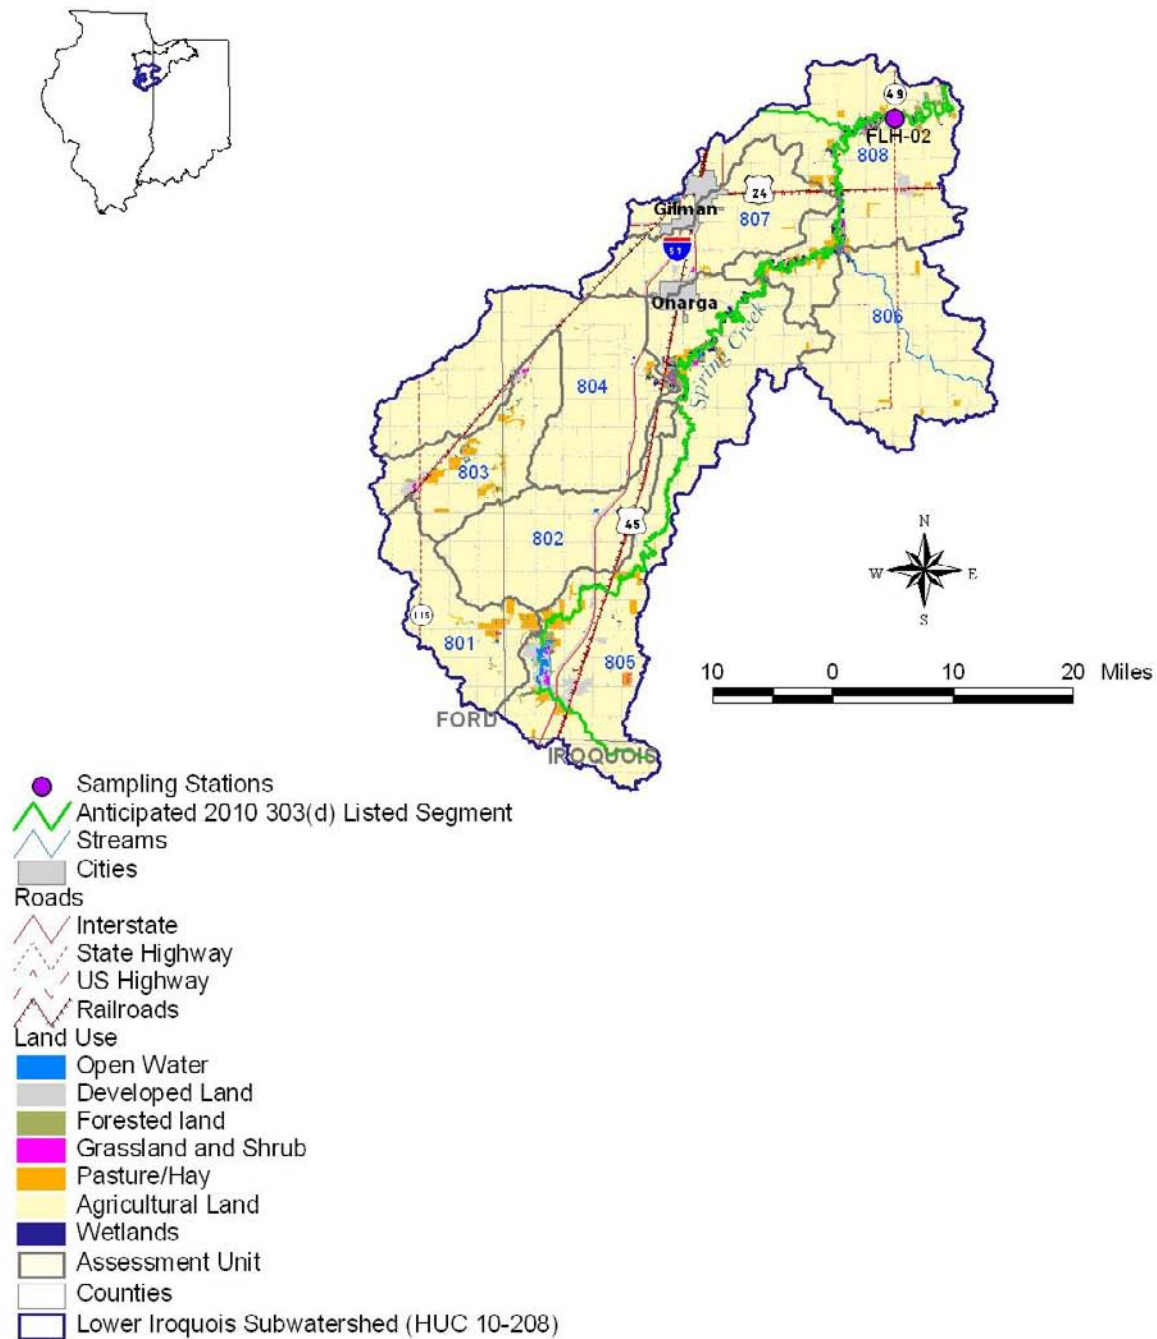 49
FLH-02
808
24
Gilman
807
57
Onarga
806
Spring Creek
804
803
45
802
N
W E
S
115
801
805
10 0 10 20 Miles
FORD
IROQUOIS
Sampling Stations
Anticipated 2010 303(d) Listed Segment
Streams
Cities
Roads
Interstate
State Highway
US Highway
Railroads
Land Use
Open Water
Developed Land
Forested land
Grassland and Shrub
Pasture/Hay
Agricultural Land
Wetlands
Assessment Unit
Counties
Lower Iroquois Subwatershed (HUC 10-208)